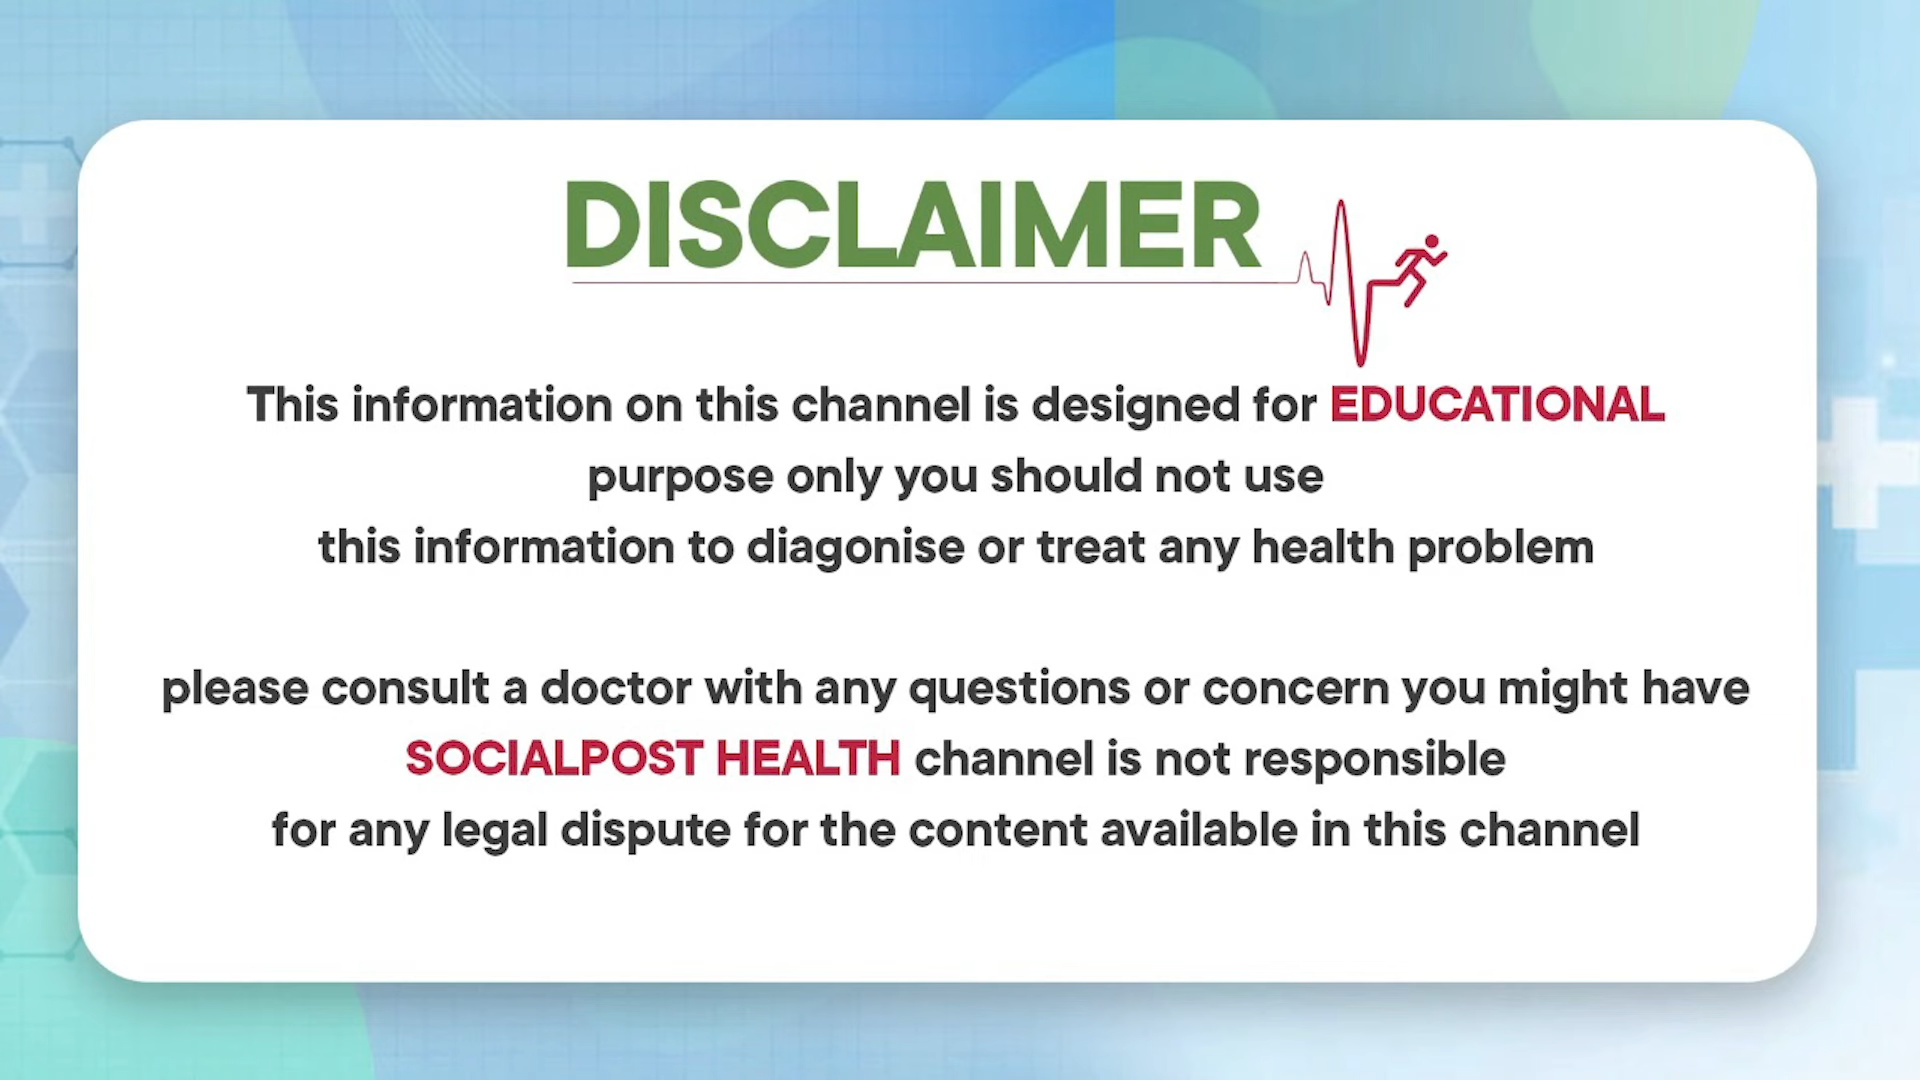 DISCLAIMER
This information on this channel is designed for EDUCATIONAL
purpose only you should not use
this information to diagonise or treat any health problem
please consult a doctor with any questions or concern you might have
SOCIALPOST HEALTH channel is not responsible
for any legal dispute for the content available in this channel